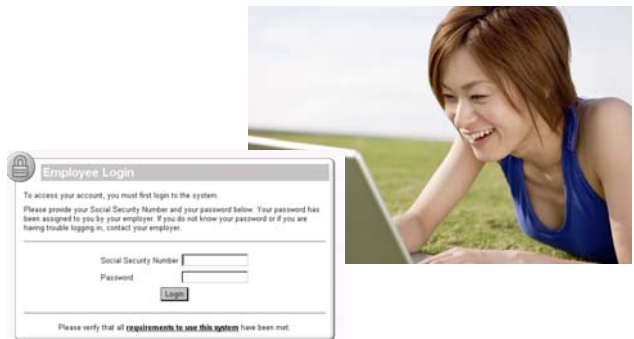 Employee Login
To access your account, you must first login to the system.
Please provide your Social Security Number and your password below. Your password has
been assigned to you by your employer. If you do not know your password or if you are
having trouble logging in, contact your employer.
Social Security Number
Password
Login
Please verify that all requirements to use this system have been met.